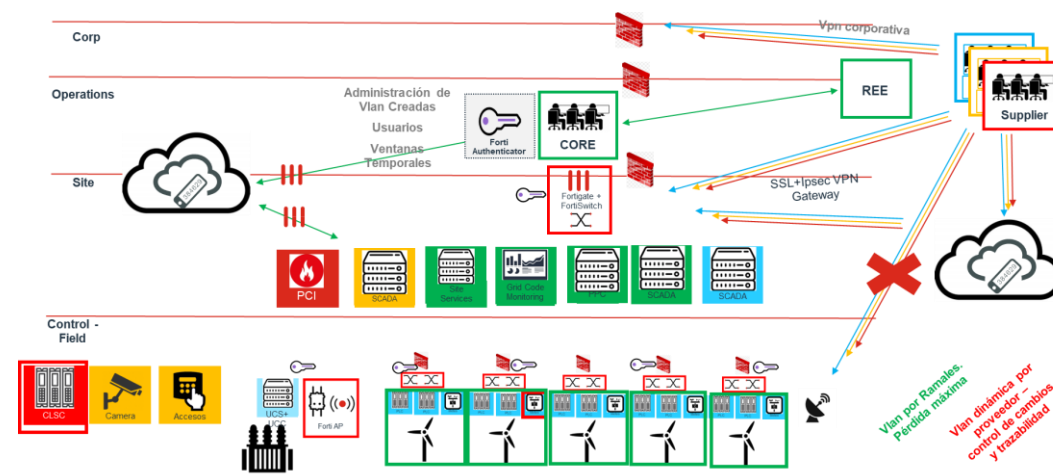 Corp
Vpn corporativa
Operations
Administración de
Vlan Creadas
Usuarios
Ventanas
Temporales
Forti
Authenticator
CORE
REE
Supplier
Site
384629
Fortigate +
FortiSwitch
SSL+Ipsec VPN
Gateway
384629
PCI
SCADA
Site
Services
Grid Code
Monitoring
PPC
SCADA
SCADA
Control -
Field
CLSC
Camera
Accesos
UCS+
UCC
Forti AP
Vlan por Ramales.
Pérdida máxima
Vlan dinámica por
proveedor –
control de cambios
y trazabilidad